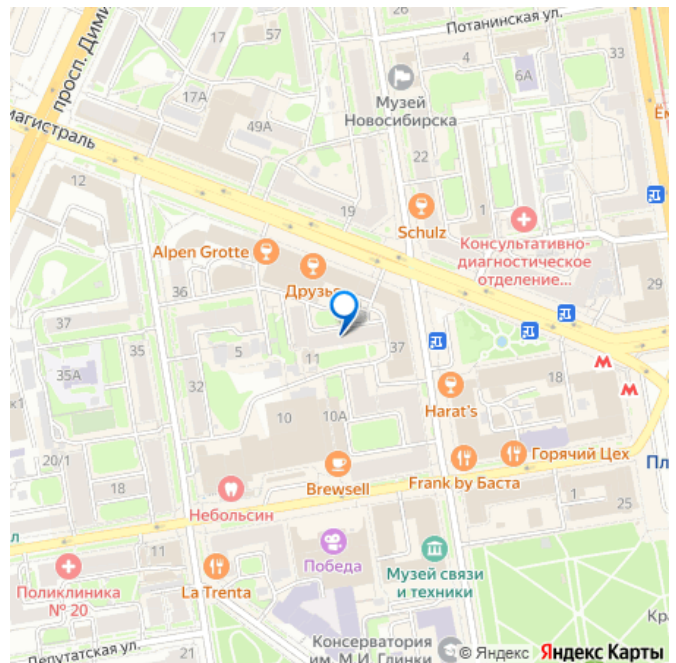 26
Потанинская ул.
просп. Дими
57
17А
4
6А
33
Музей
Новосибирска
магистраль
49А
22
12
19
1
Schulz
Консультативно-
диагностическое
отделение...
Alpen Grotte
Друзья
36
29
37
35
5
11
37
35А
32
18
Harat's
10
10А
20/1
18
Горячий Цех
Frank by Баста
Пл
Brewsell
Небольсин
1
25
л
11
Победа
Музей связи
и техники
Поликлиника
№ 20
La Trenta
Кра
Депутатская ул.
21
Консерватория
им. М.И. Глинки
© Яндекс Яндекс Карты